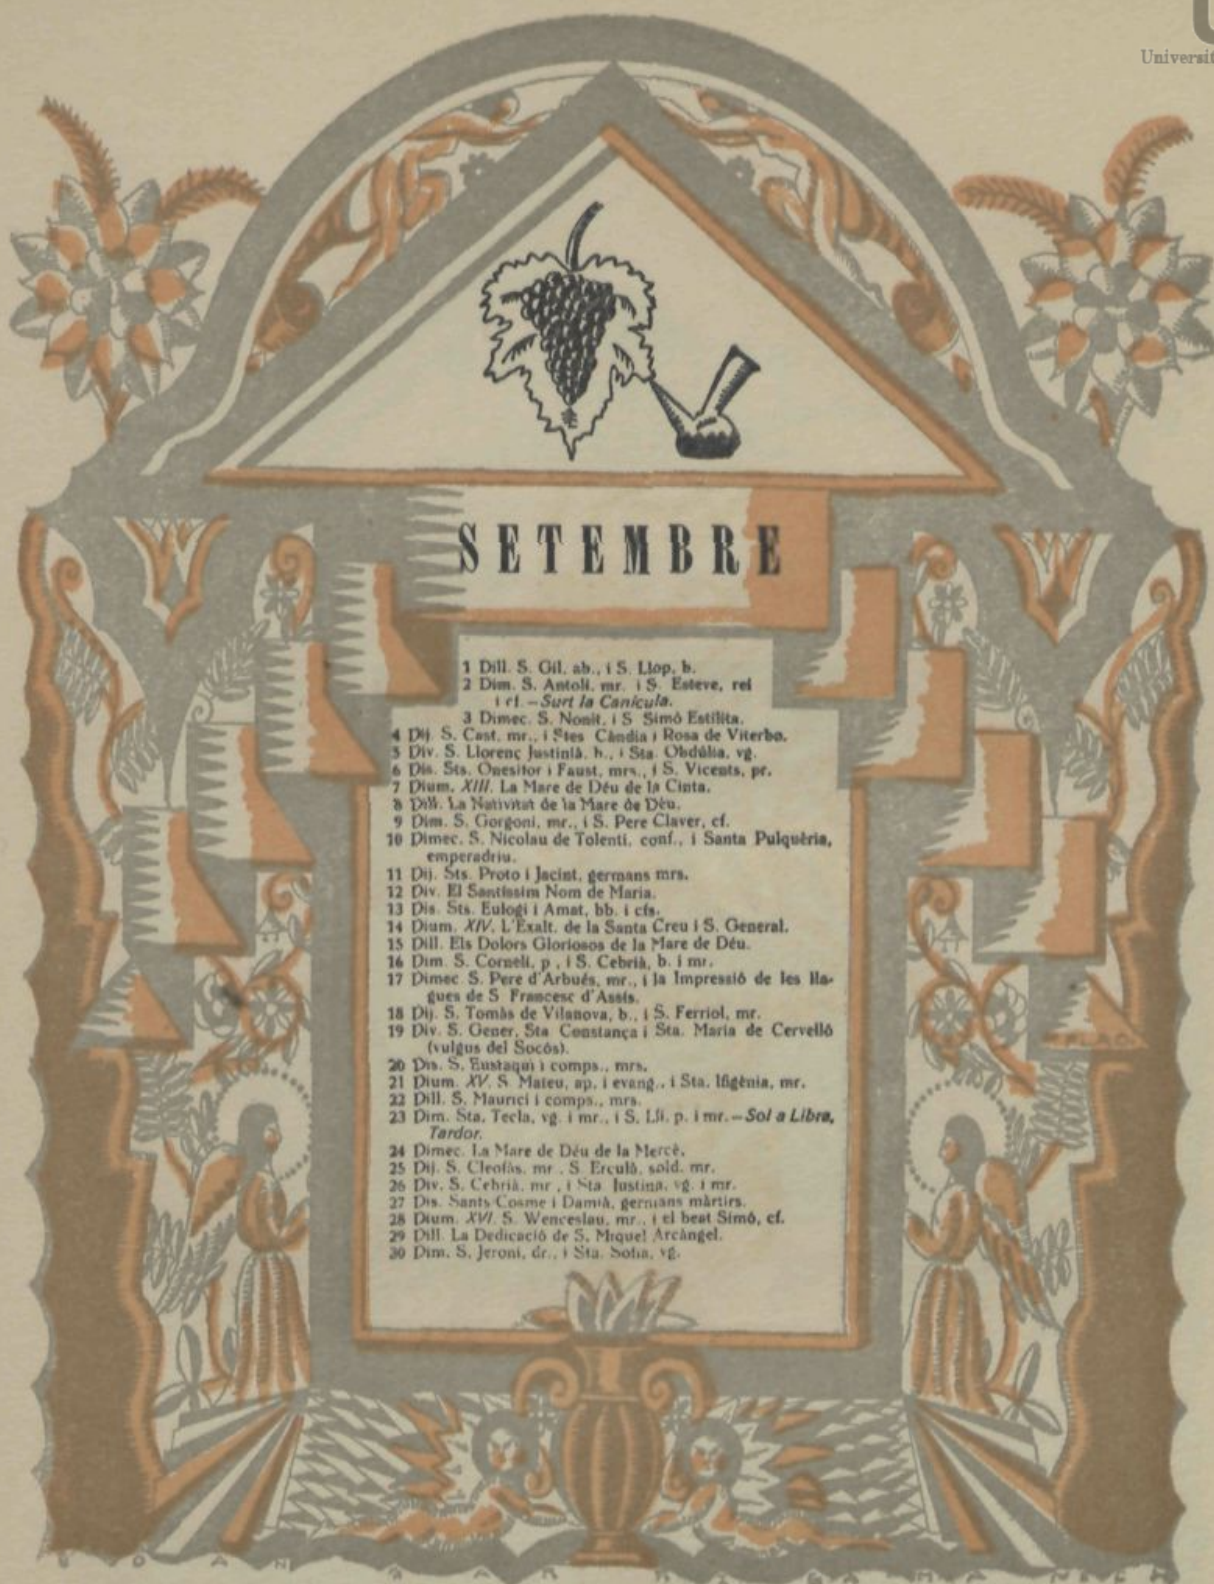 Universit
SETEMBRE
1 Dill. S. Gil, ab., i S. Llop, b.
2 Dim. S. Antolí, mr. i S. Esteve, rei
i cf. – Surt la Canícula.
3 Dimec. S. Nonit, i S Simó Estilita.
4 Dij. S. Cast, mr., i Stes Càndia i Rosa de Viterbo.
5 Div. S. Llorenç Justinià, b., i Sta. Obdúlia, vg.
6 Dis. Sts. Onesifor i Faust, mrs., i S. Vicents, pr.
7 Dium. XIII. La Mare de Déu de la Cinta.
8 Dill. La Nativitat de la Mare de Déu.
9 Dim. S. Gorgoni, mr., i S. Pere Claver, cf.
10 Dimec. S. Nicolau de Tolentí, conf., i Santa Pulquèria,
emperadriu.
11 Dij. Sts. Proto i Jacint, germans mrs.
12 Div. El Santíssim Nom de Maria.
13 Dis. Sts. Eulogi i Amat, bb. i cfs.
14 Dium. XIV. L'Exalt. de la Santa Creu i S. General.
15 Dill. Els Dolors Gloriosos de la Mare de Déu.
16 Dim. S. Corneli, p., i S. Cebrià, b. i mr.
17 Dimec S. Pere d'Arbués, mr., i la Impressió de les lla-
gues de S Francesc d'Assís.
18 Dij. S. Tomàs de Vilanova, b., i S. Ferriol, mr.
19 Div. S. Gener, Sta Constança i Sta. Maria de Cervelló
(vulgus del Socós).
20 Dis. S. Eustaqui i comps., mrs.
21 Dium. XV. S Mateu, ap. i evang., i Sta. Ifigènia, mr.
22 Dill. S. Maurici i comps., mrs.
23 Dim. Sta. Tecla, vg. i mr., i S. Lli, p. i mr. – Sol a Libra,
Tardor.
24 Dimec. La Mare de Déu de la Mercè.
25 Dij. S. Cleofàs, mr., S. Erculà, sold. mr.
26 Div. S. Cebrià, mr., i Sta. Justina, vg. i mr.
27 Dis. Sants Cosme i Damià, germans màrtirs.
28 Dium. XVI. S. Wenceslau, mr., i el beat Simó, cf.
29 Dill. La Dedicació de S. Miquel Arcàngel.
30 Dim. S. Jeroni, dr., i Sta. Sofia, vg.